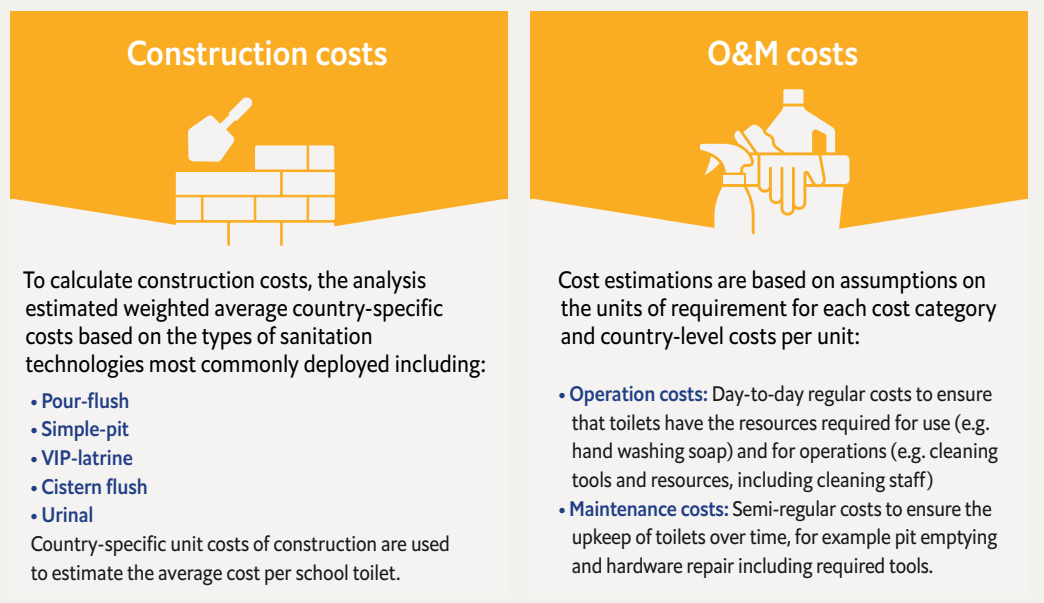 Construction costs
To calculate construction costs, the analysis
estimated weighted average country-specific
costs based on the types of sanitation
technologies most commonly deployed including:
• Pour-flush
• Simple-pit
• VIP-latrine
• Cistern flush
• Urinal
Country-specific unit costs of construction are used
to estimate the average cost per school toilet.
O&M costs
Cost estimations are based on assumptions on
the units of requirement for each cost category
and country-level costs per unit:
• Operation costs: Day-to-day regular costs to ensure
that toilets have the resources required for use (e.g.
hand washing soap) and for operations (e.g. cleaning
tools and resources, including cleaning staff)
• Maintenance costs: Semi-regular costs to ensure the
upkeep of toilets over time, for example pit emptying
and hardware repair including required tools.